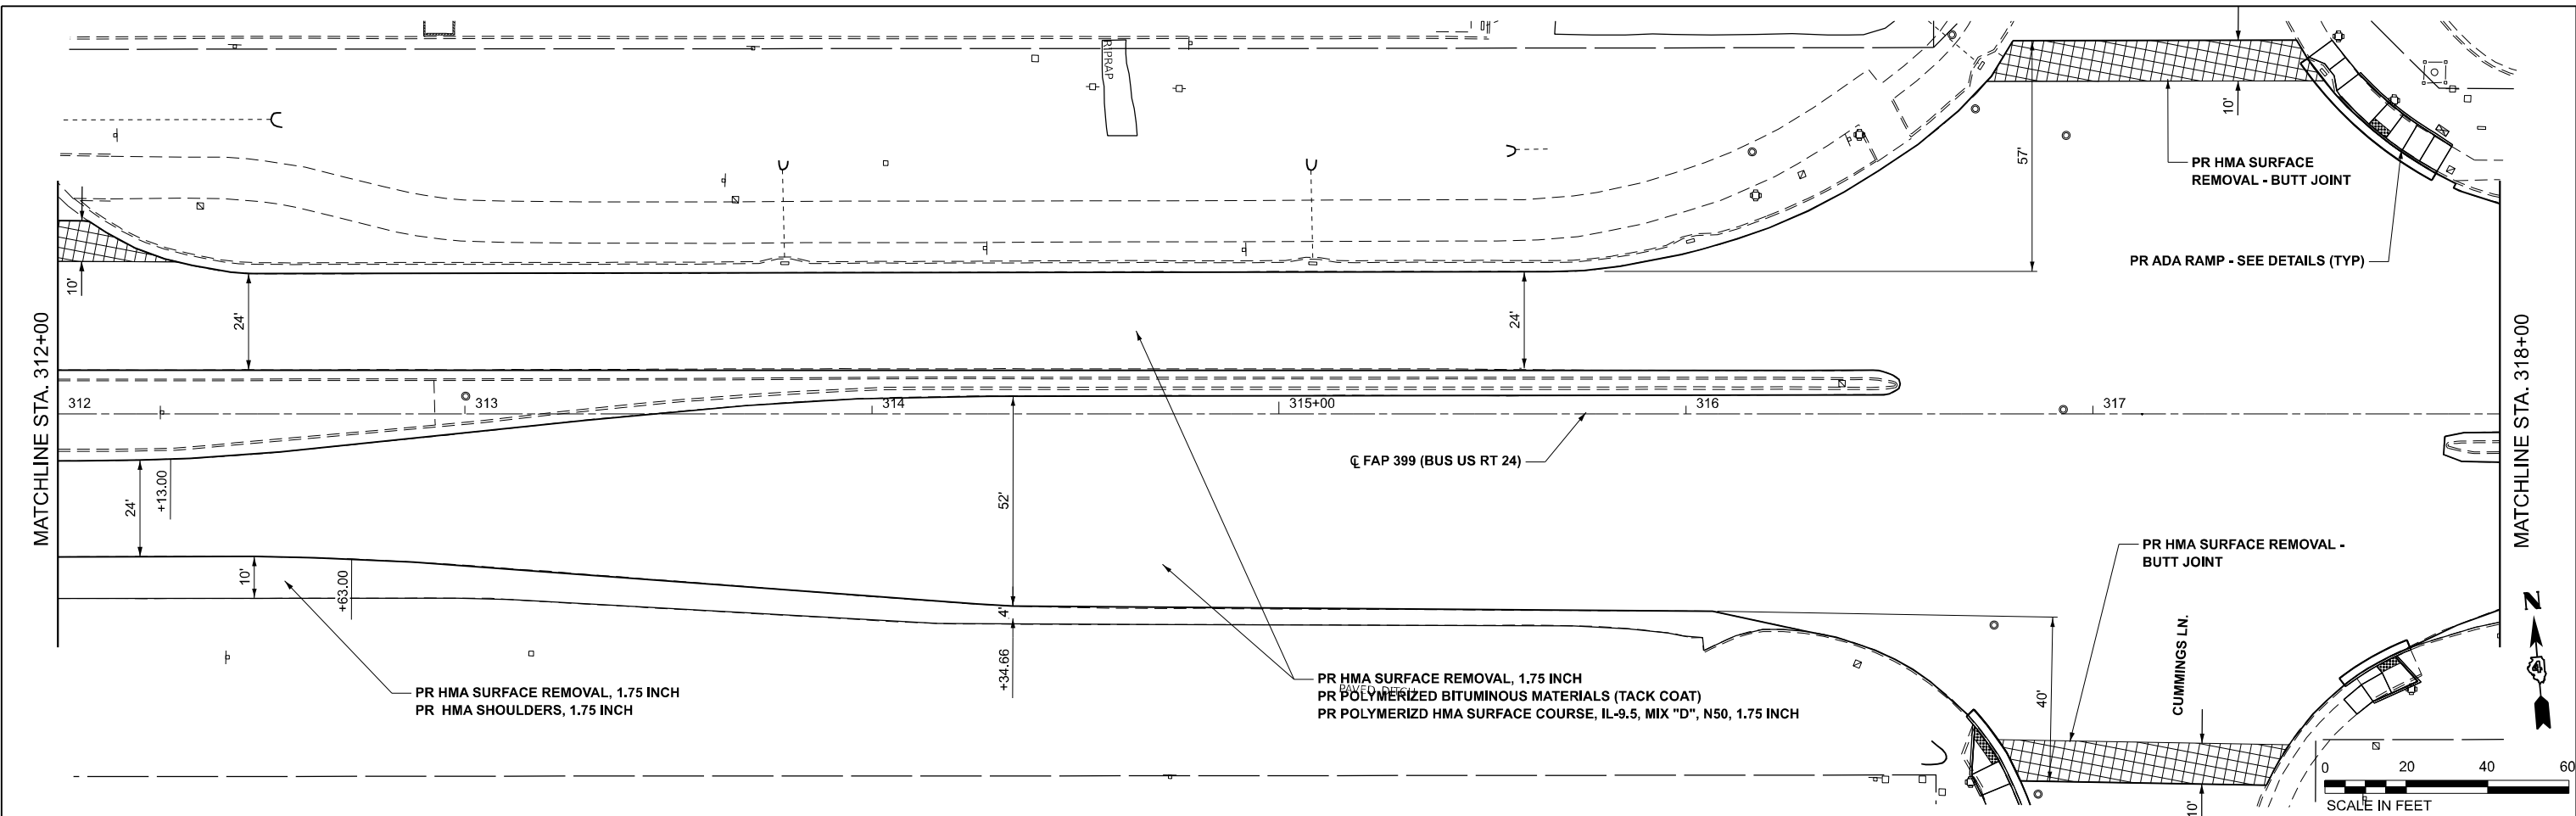 RIPRAP
10'
57'
PR HMA SURFACE
REMOVAL - BUTT JOINT
PR ADA RAMP - SEE DETAILS (TYP)
10'
24'
24'
MATCHLINE STA. 312+00
MATCHLINE STA. 318+00
312
313
314
315+00
316
317
℄ FAP 399 (BUS US RT 24)
24'
+13.00
52'
10'
+63.00
4'
+34.66
PR HMA SURFACE REMOVAL -
BUTT JOINT
N
4
CUMMINGS LN.
40'
PR HMA SURFACE REMOVAL, 1.75 INCH
PR HMA SHOULDERS, 1.75 INCH
PR HMA SURFACE REMOVAL, 1.75 INCH
PAVED DITCH
PR POLYMERIZED BITUMINOUS MATERIALS (TACK COAT)
PR POLYMERIZD HMA SURFACE COURSE, IL-9.5, MIX "D", N50, 1.75 INCH
0 20 40 60
SCALE IN FEET
10'